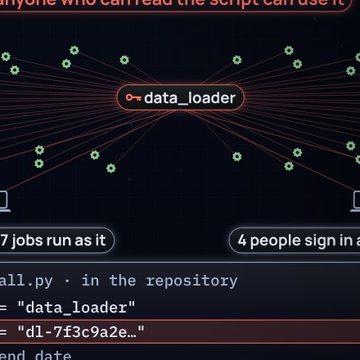 anyone who can read the script can use it
data_loader
7 jobs run as it
4 people sign in a
all.py · in the repository
= "data_loader"
= "dl-7f3c9a2e…"
end date